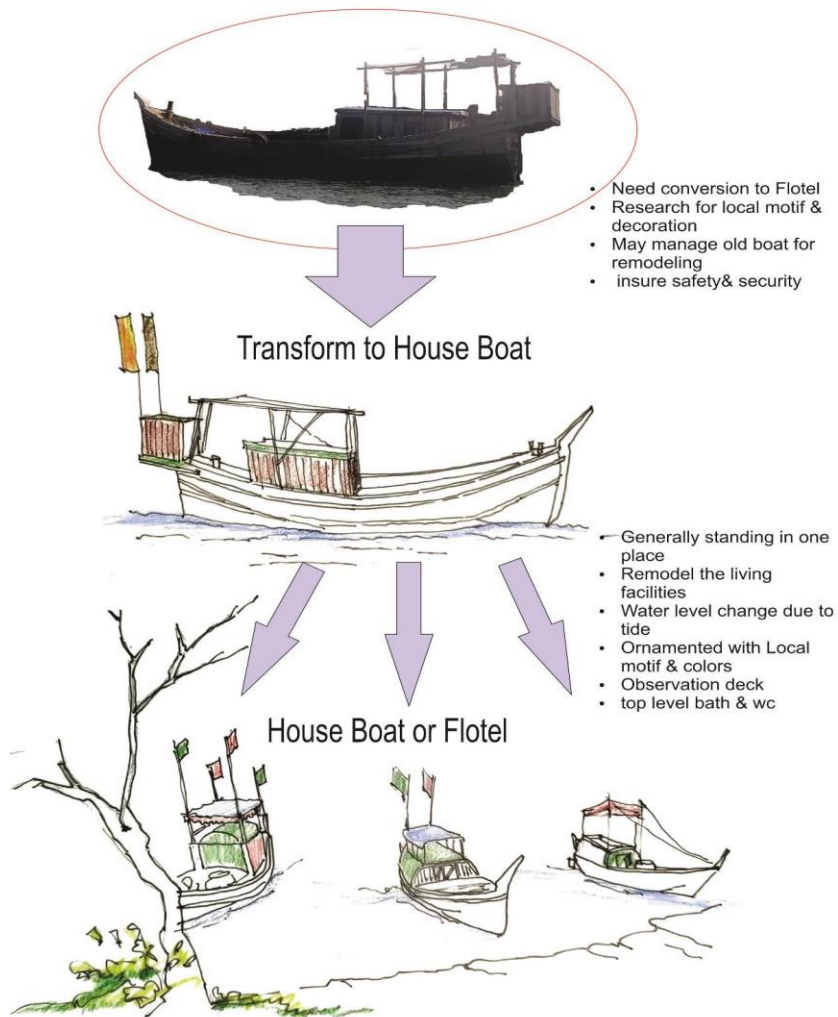 • Need conversion to Flotel
• Research for local motif &
decoration
• May manage old boat for
remodeling
• insure safety& security
Transform to House Boat
• Generally standing in one
place
• Remodel the living
facilities
• Water level change due to
tide
• Ornamented with Local
motif & colors
• Observation deck
• top level bath & wc
House Boat or Flotel